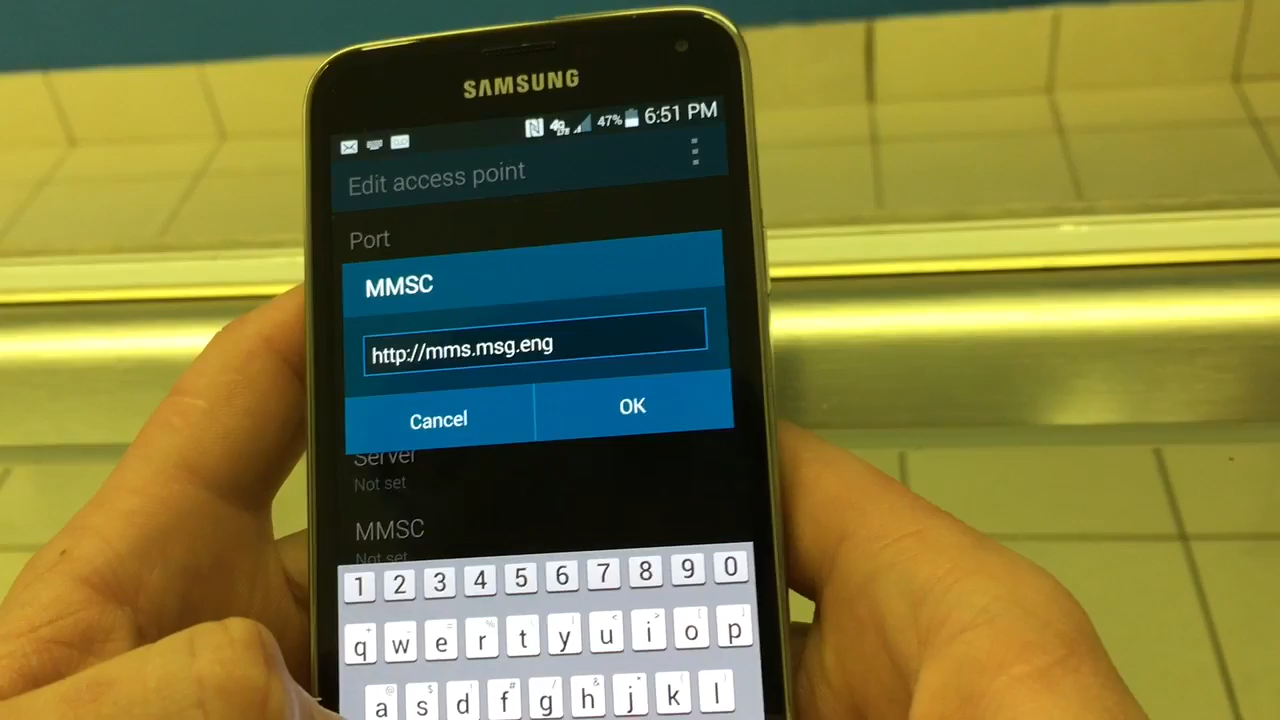 SAMSUNG
4G LTE 47% 6:51 PM
Edit access point
Port
MMSC
http://mms.msg.eng
Cancel OK
Server
Not set
MMSC
Not set
1 2 3 4 5 6 7 8 9 0
q w e r t y u i o p
a s d f g h j k l